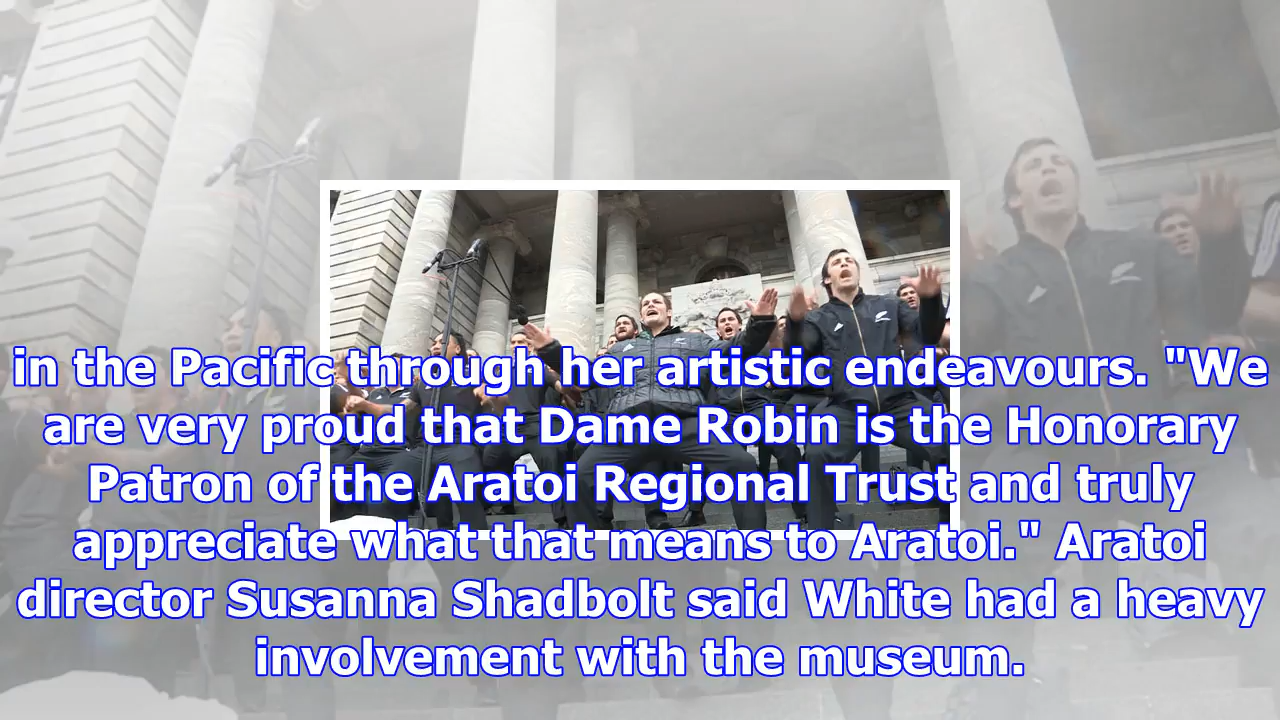 in the Pacific through her artistic endeavours. "We
are very proud that Dame Robin is the Honorary
Patron of the Aratoi Regional Trust and truly
appreciate what that means to Aratoi." Aratoi
director Susanna Shadbolt said White had a heavy
involvement with the museum.